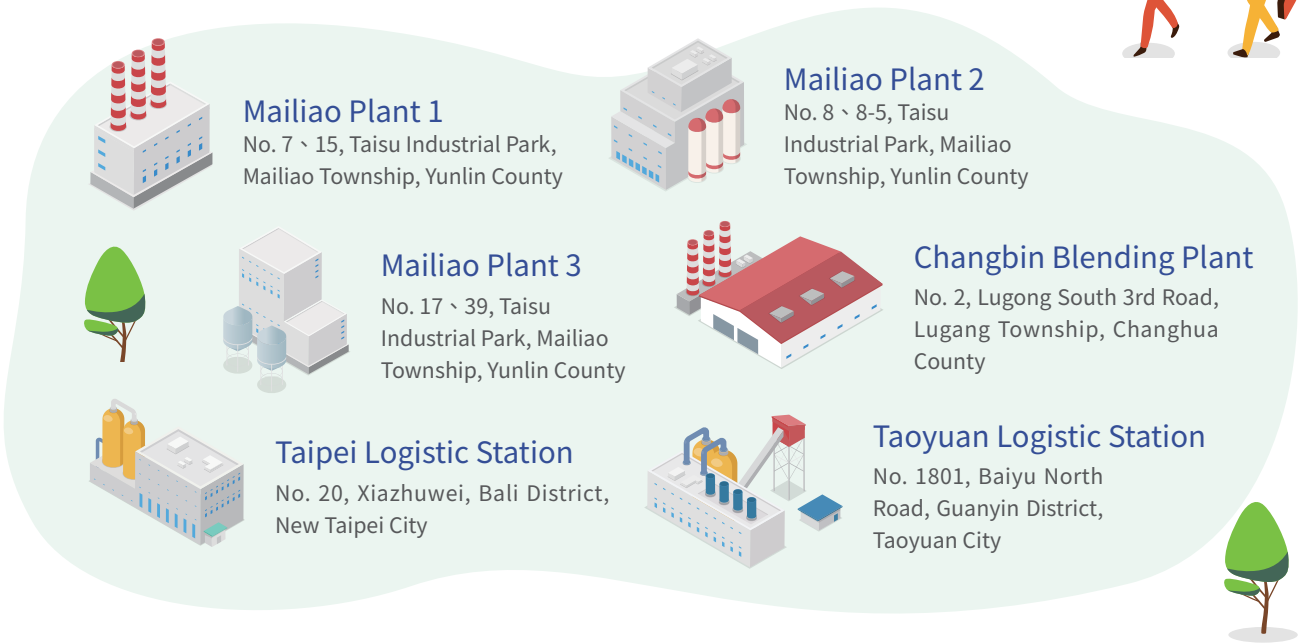 Mailiao Plant 1
No. 7、15, Taisu Industrial Park,
Mailiao Township, Yunlin County
Mailiao Plant 2
No. 8、8-5, Taisu
Industrial Park, Mailiao
Township, Yunlin County
Mailiao Plant 3
No. 17、39, Taisu
Industrial Park, Mailiao
Township, Yunlin County
Changbin Blending Plant
No. 2, Lugong South 3rd Road,
Lugang Township, Changhua
County
Taipei Logistic Station
No. 20, Xiazhuwei, Bali District,
New Taipei City
Taoyuan Logistic Station
No. 1801, Baiyu North
Road, Guanyin District,
Taoyuan City